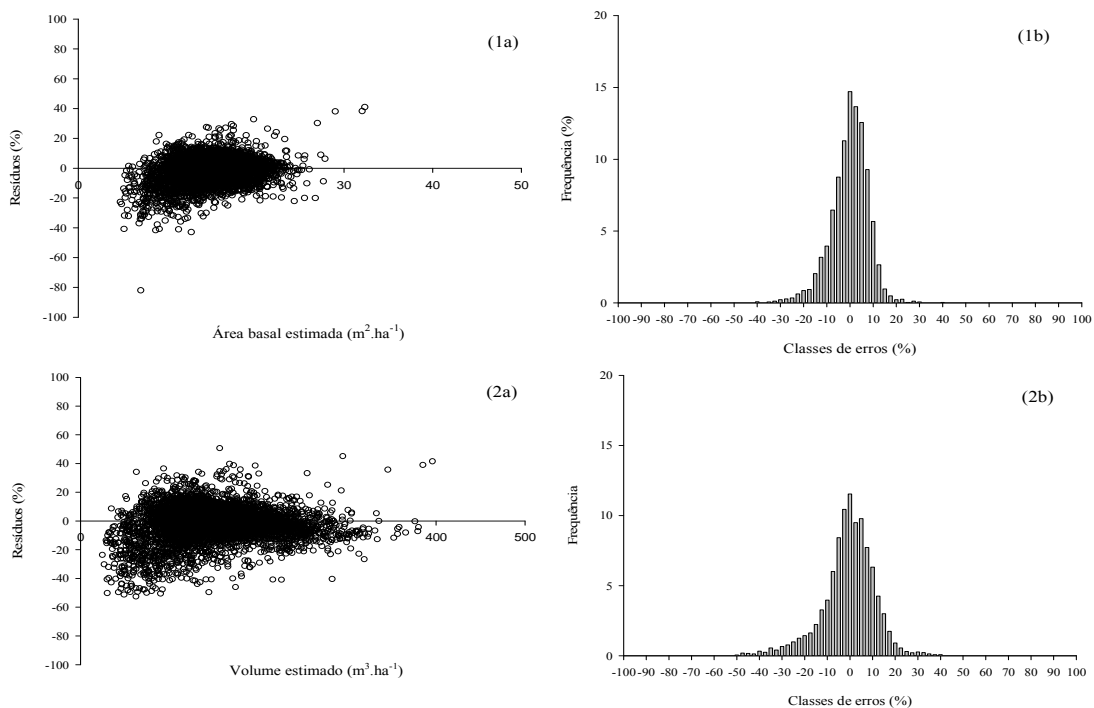 (1a)
100
80
60
40
20
0
-20
-40
-60
-80
-100
0 30 40 50
Resíduos (%)
Área basal estimada (m².ha⁻¹)
(1b)
20
15
10
5
0
-100 -90 -80 -70 -60 -50 -40 -30 -20 -10 0 10 20 30 40 50 60 70 80 90 100
Frequência (%)
Classes de erros (%)
(2a)
100
80
60
40
20
0
-20
-40
-60
-80
-100
0 400 500
Resíduos (%)
Volume estimado (m³.ha⁻¹)
(2b)
20
15
10
5
0
-100 -90 -80 -70 -60 -50 -40 -30 -20 -10 0 10 20 30 40 50 60 70 80 90 100
Frequência
Classes de erros (%)